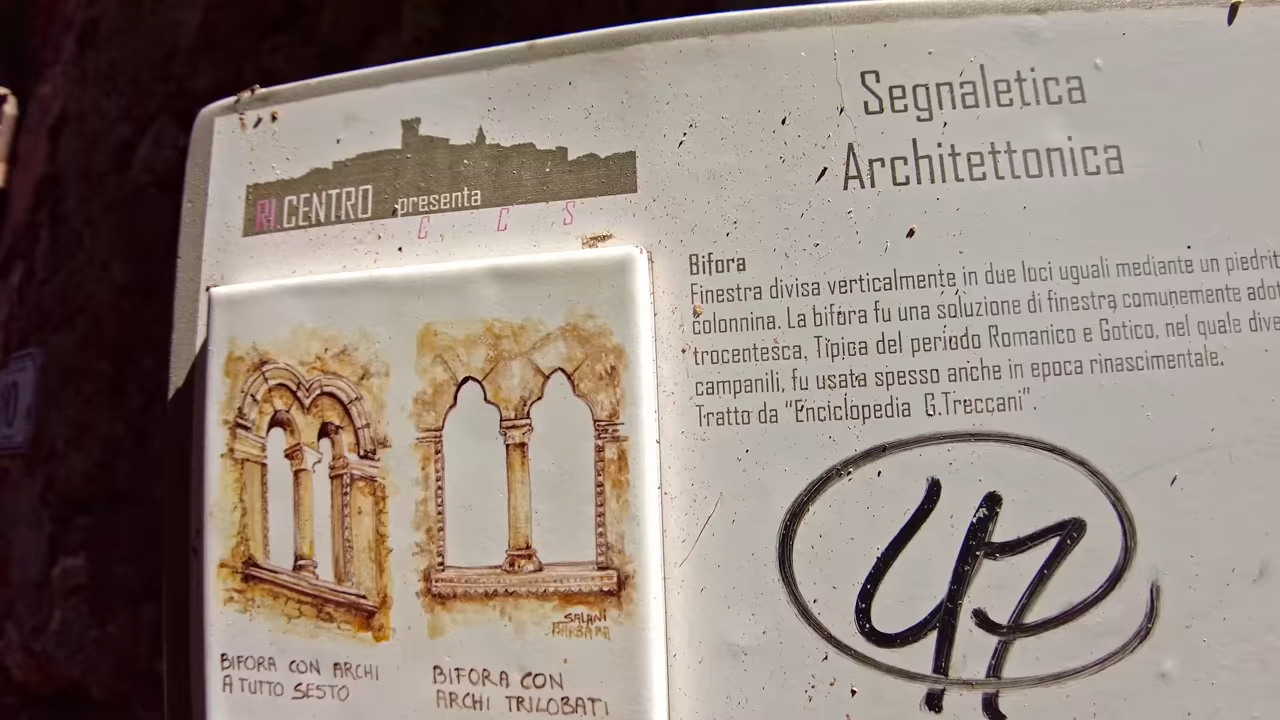 RI.CENTRO presenta
C C S
Segnaletica
Architettonica
Bifora
Finestra divisa verticalmente in due luci uguali mediante un piedrit
colonnina. La bifora fu una soluzione di finestra comunemente adot
trocentesca. Tipica del periodo Romanico e Gotico, nel quale dive
campanili, fu usata spesso anche in epoca rinascimentale.
Tratto da "Enciclopedia G.Treccani".
SALANI
BARBARA
BIFORA CON ARCHI
A TUTTO SESTO
BIFORA CON
ARCHI TRILOBATI